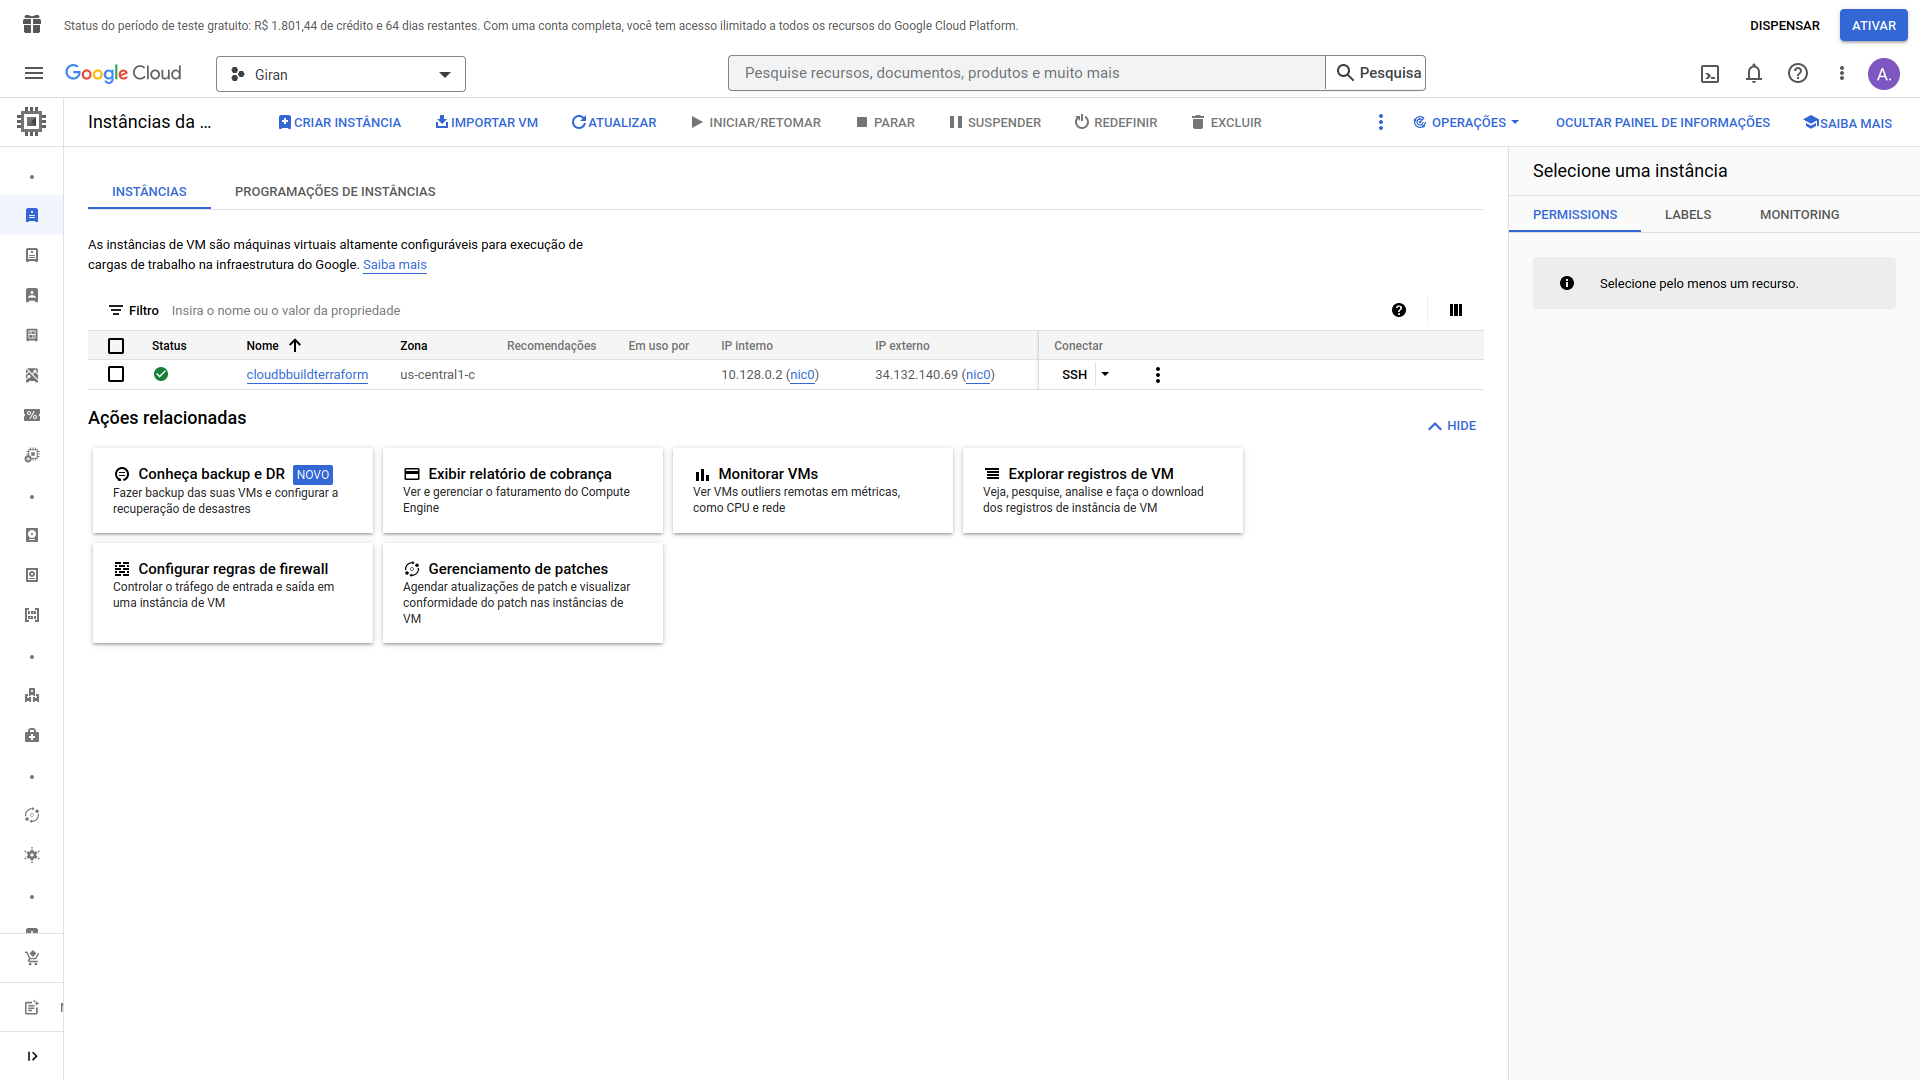 Status do período de teste gratuito: R$ 1.801,44 de crédito e 64 dias restantes. Com uma conta completa, você tem acesso ilimitado a todos os recursos do Google Cloud Platform.
DISPENSAR
ATIVAR
Google Cloud
Giran
Pesquise recursos, documentos, produtos e muito mais
Pesquisa
A.
Instâncias da ...
CRIAR INSTÂNCIA
IMPORTAR VM
ATUALIZAR
INICIAR/RETOMAR
PARAR
SUSPENDER
REDEFINIR
EXCLUIR
OPERAÇÕES
OCULTAR PAINEL DE INFORMAÇÕES
SAIBA MAIS
INSTÂNCIAS
PROGRAMAÇÕES DE INSTÂNCIAS
As instâncias de VM são máquinas virtuais altamente configuráveis para execução de
cargas de trabalho na infraestrutura do Google. Saiba mais
Filtro
Insira o nome ou o valor da propriedade
Status
Nome
Zona
Recomendações
Em uso por
IP interno
IP externo
Conectar
cloudbbuildterraform
us-central1-c
10.128.0.2 (nic0)
34.132.140.69 (nic0)
SSH
Ações relacionadas
HIDE
Conheça backup e DR NOVO
Fazer backup das suas VMs e configurar a
recuperação de desastres
Exibir relatório de cobrança
Ver e gerenciar o faturamento do Compute
Engine
Monitorar VMs
Ver VMs outliers remotas em métricas,
como CPU e rede
Explorar registros de VM
Veja, pesquise, analise e faça o download
dos registros de instância de VM
Configurar regras de firewall
Controlar o tráfego de entrada e saída em
uma instância de VM
Gerenciamento de patches
Agendar atualizações de patch e visualizar
conformidade do patch nas instâncias de
VM
Selecione uma instância
PERMISSIONS
LABELS
MONITORING
Selecione pelo menos um recurso.